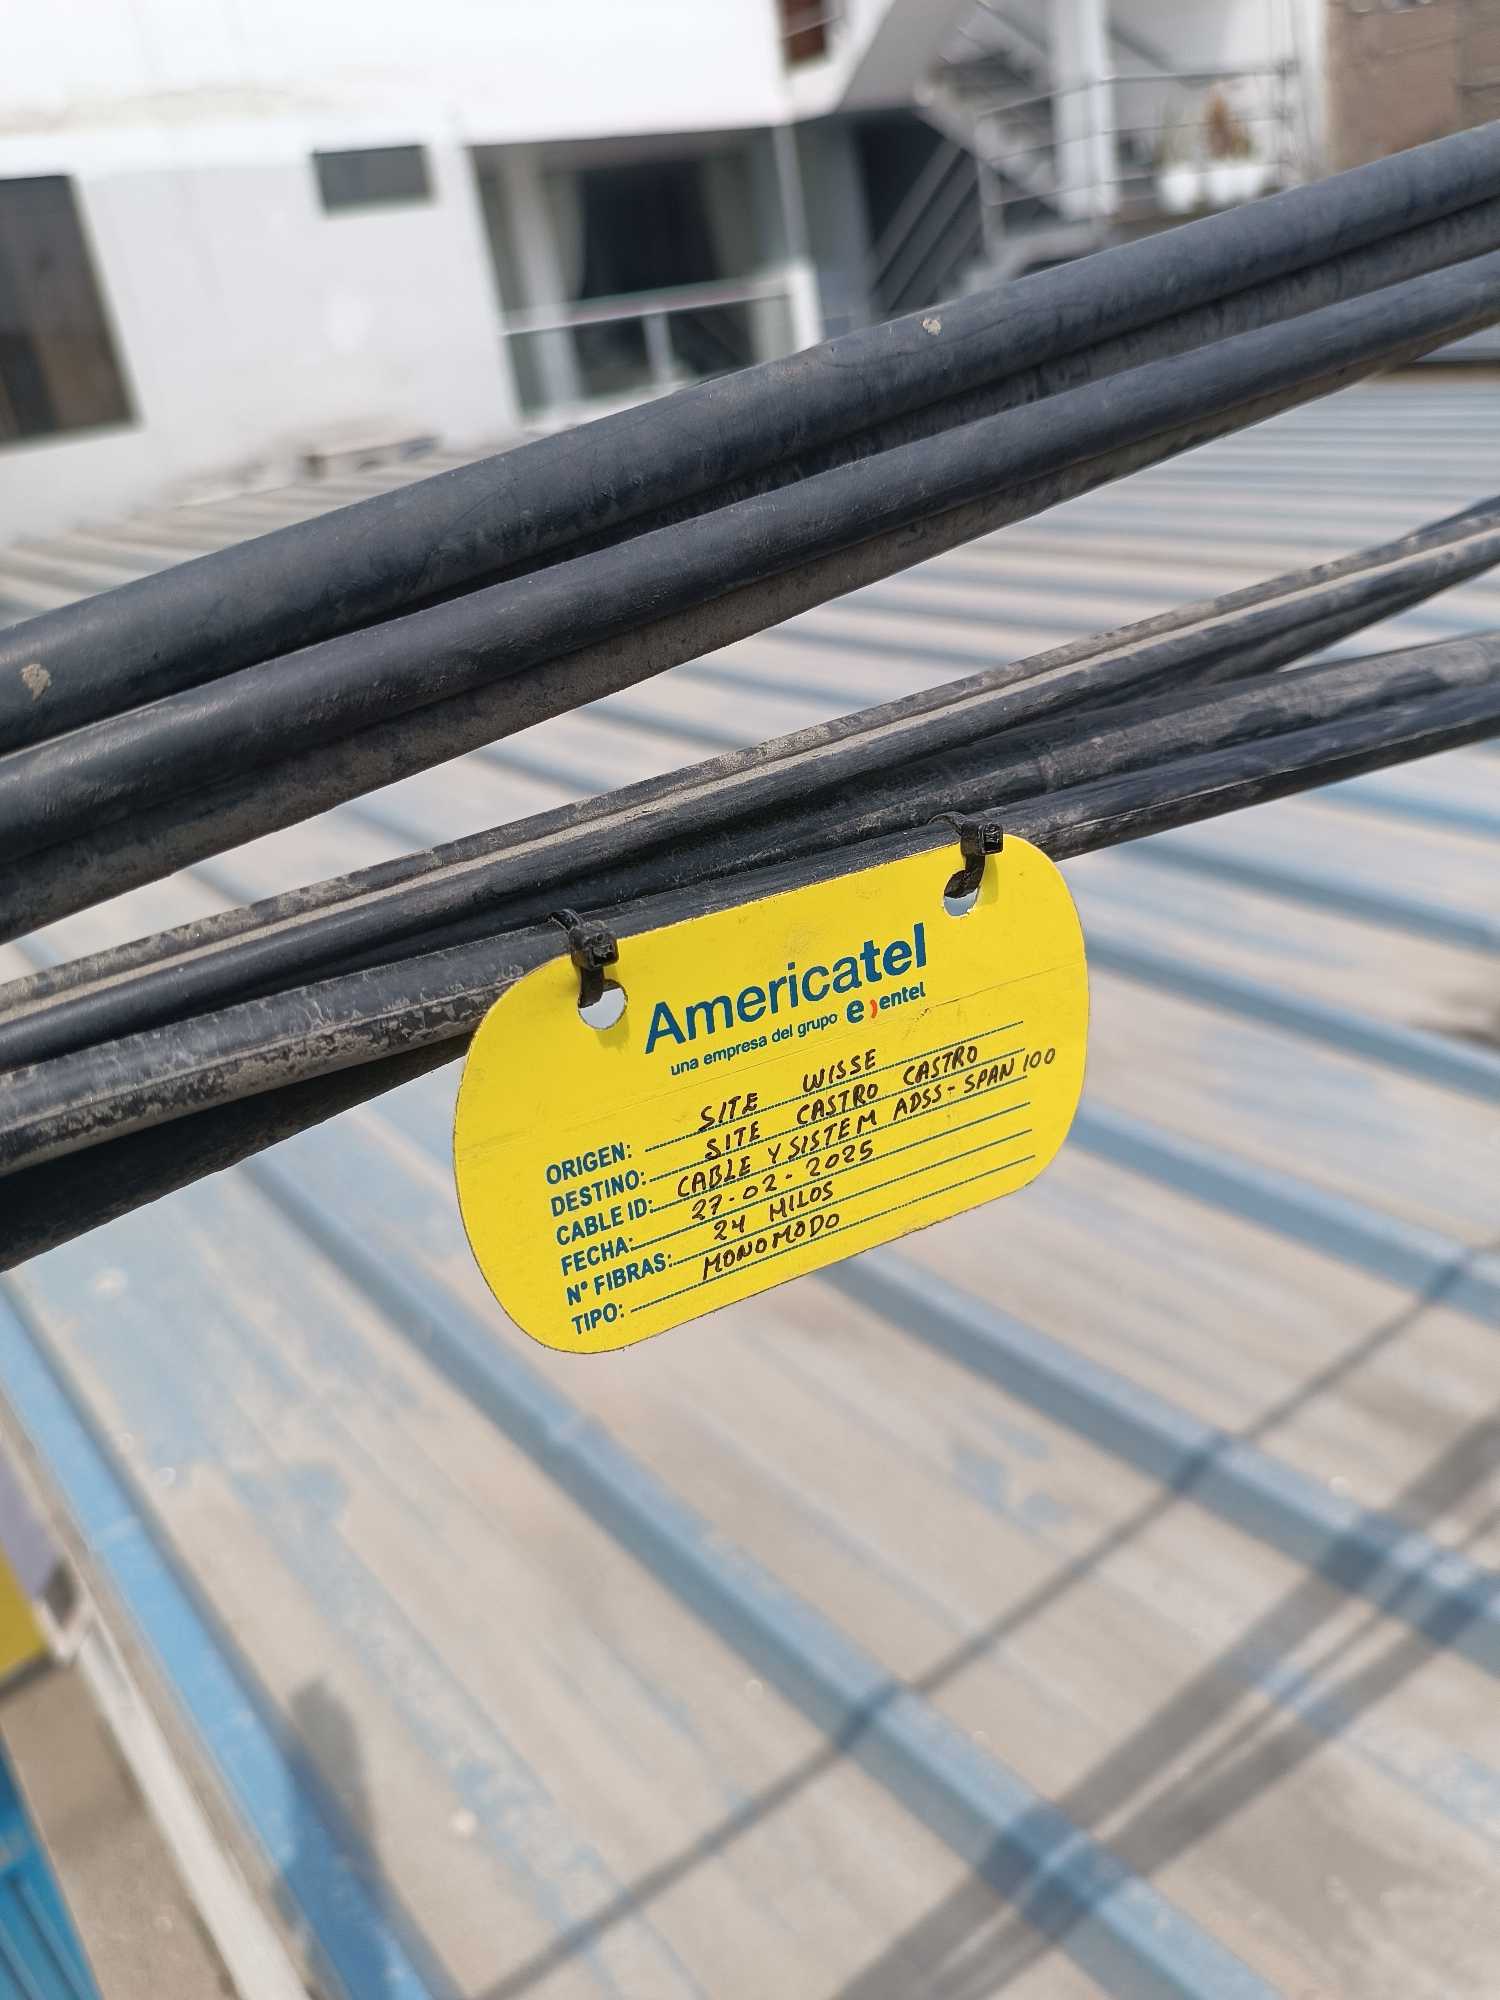 Americatel
una empresa del grupo e) entel
ORIGEN: SITE WISSE
DESTINO: SITE CASTRO CASTRO
CABLE ID: CABLE Y SISTEM ADSS-SPAN 100
FECHA: 27-02-2025
N° FIBRAS: 24 HILOS
TIPO: MONOMODO